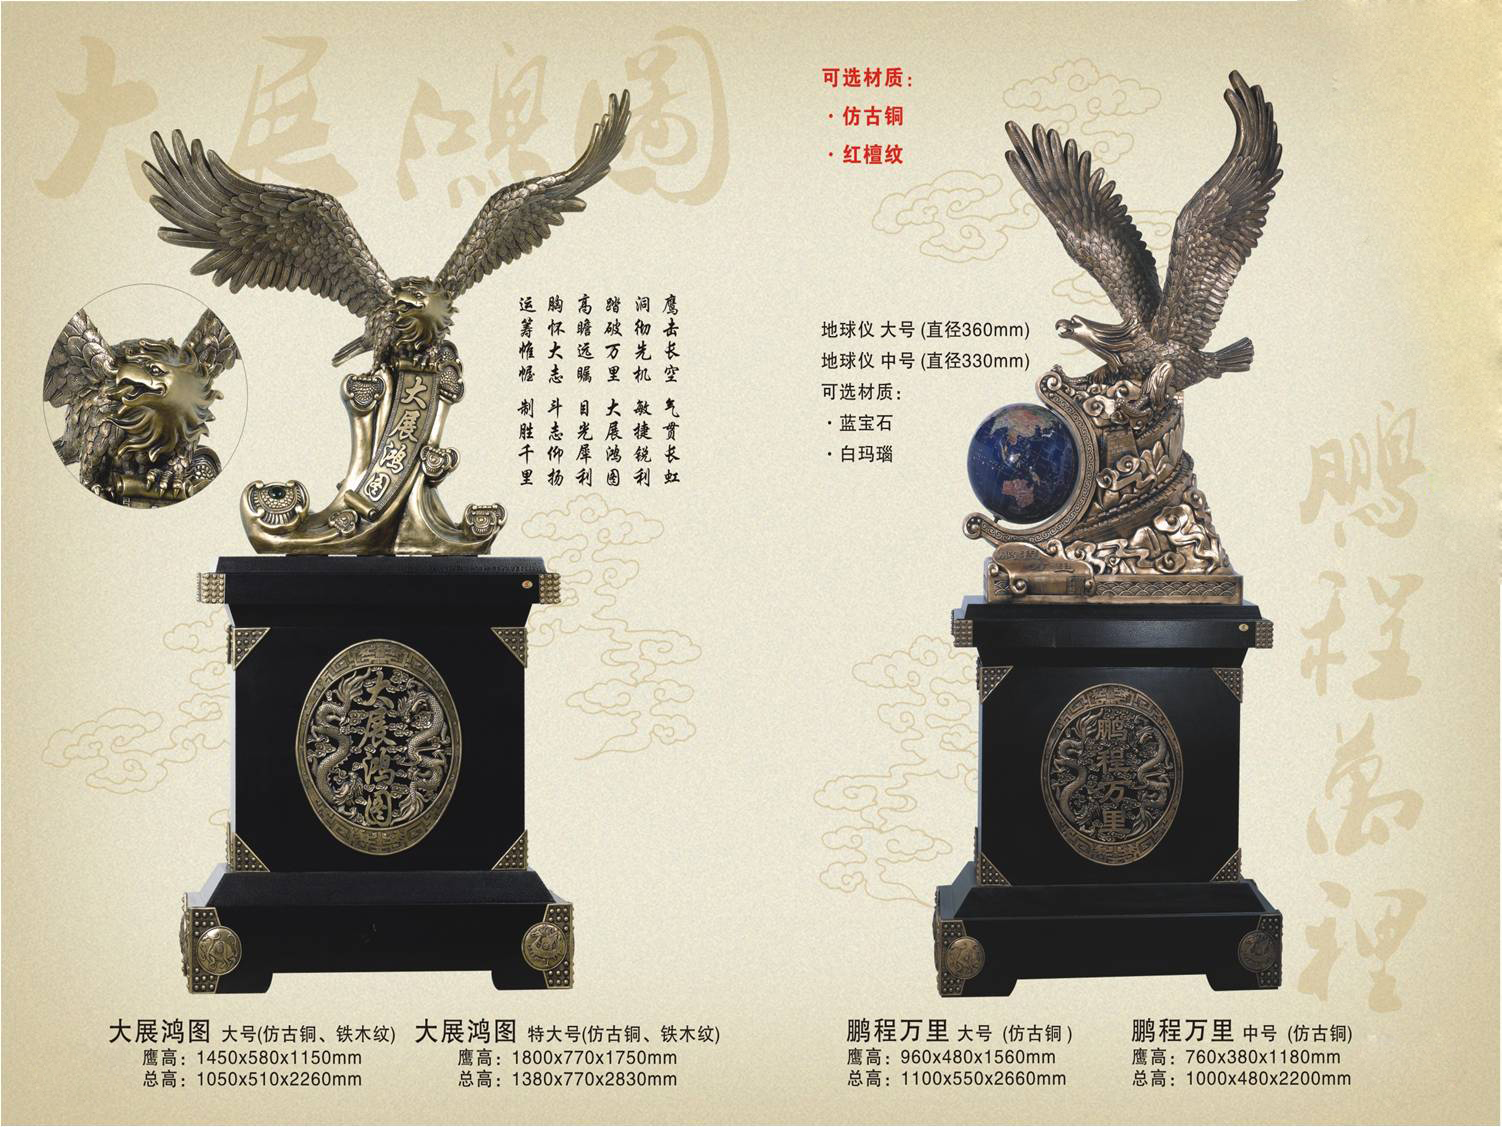 大展鸿图
可选材质：
·仿古铜
·红檀纹
鹰击长空 气贯长虹
洞彻先机 敏捷锐利
踏破万里 大展鸿图
高瞻远瞩 目光犀利
胸怀大志 斗志仰扬
运筹帷幄 制胜千里
大展鸿图
大展鸿图
地球仪 大号 (直径360mm)
地球仪 中号 (直径330mm)
可选材质：
·蓝宝石
·白玛瑙
鹏程萬裡
鹏程万里
大展鸿图 大号(仿古铜、铁木纹)
鹰高：1450x580x1150mm
总高：1050x510x2260mm
大展鸿图 特大号(仿古铜、铁木纹)
鹰高：1800x770x1750mm
总高：1380x770x2830mm
鹏程万里 大号 (仿古铜)
鹰高：960x480x1560mm
总高：1100x550x2660mm
鹏程万里 中号 (仿古铜)
鹰高：760x380x1180mm
总高：1000x480x2200mm